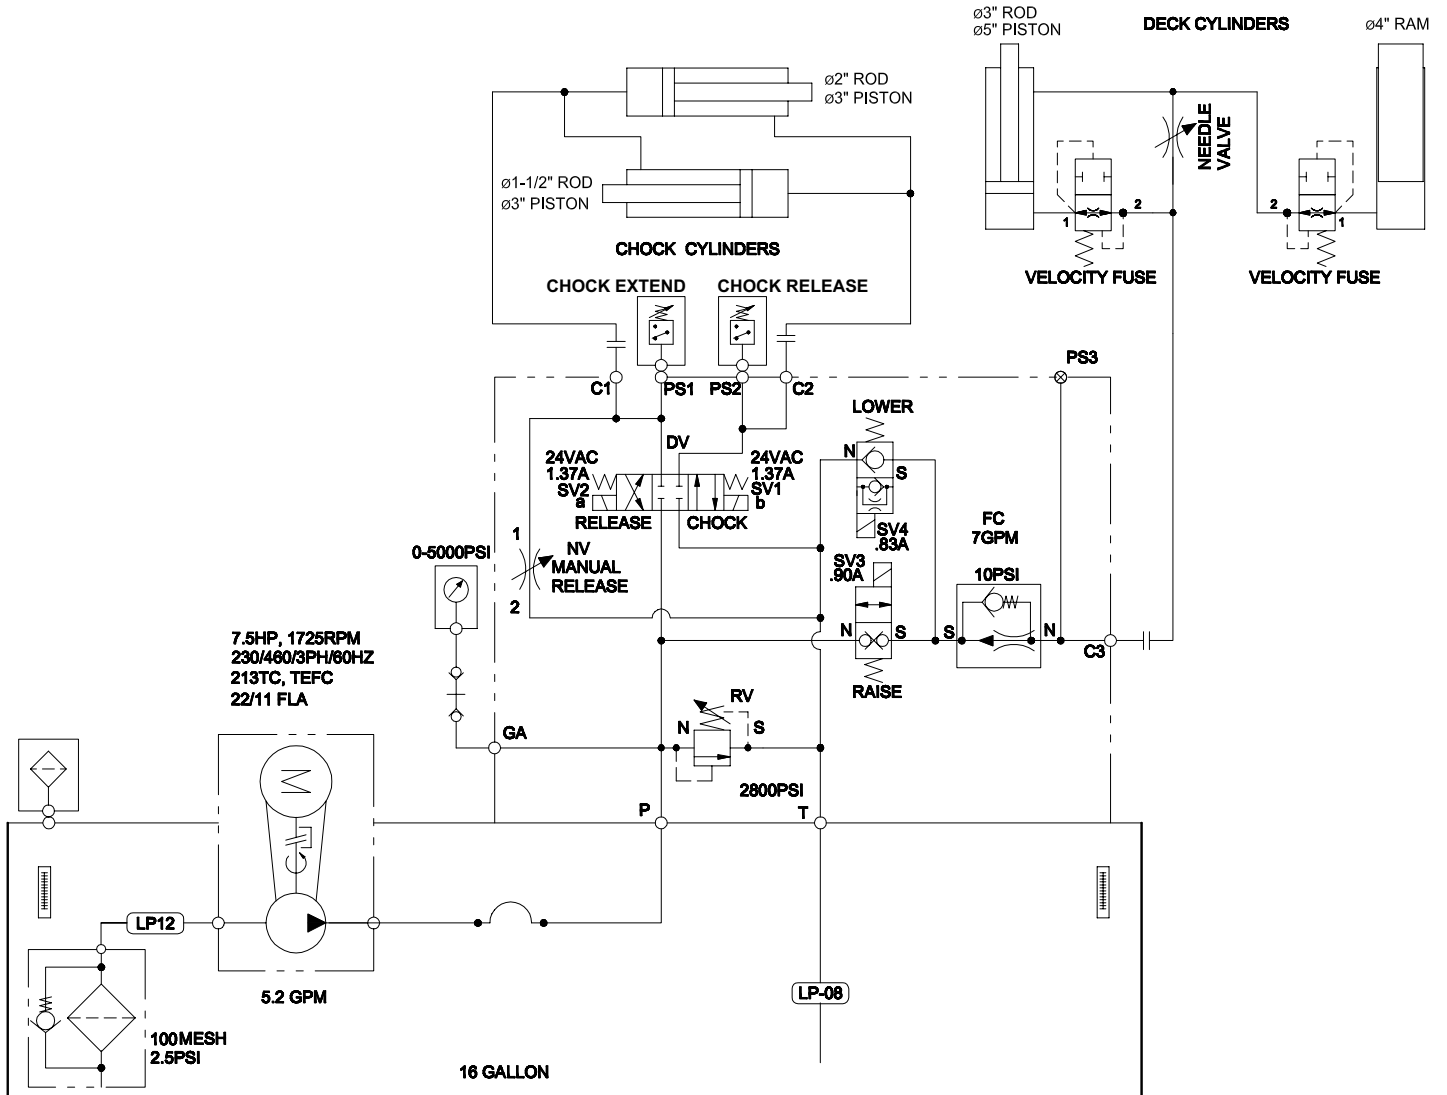 ø3" ROD
ø5" PISTON
DECK CYLINDERS
ø4" RAM
ø2" ROD
ø3" PISTON
NEEDLE
VALVE
ø1-1/2" ROD
ø3" PISTON
CHOCK CYLINDERS
1
2
2
1
VELOCITY FUSE
VELOCITY FUSE
CHOCK EXTEND
CHOCK RELEASE
C1
PS1
PS2
C2
PS3
LOWER
DV
N
S
24VAC
1.37A
SV2
a
24VAC
1.37A
SV1
b
RELEASE
CHOCK
SV4
.83A
FC
7GPM
10PSI
0-5000PSI
1
NV
MANUAL
RELEASE
2
SV3
.90A
N
S
S
N
C3
RAISE
7.5HP, 1725RPM
230/460/3PH/60HZ
213TC, TEFC
22/11 FLA
GA
RV
N
S
2800PSI
P
T
M
LP12
5.2 GPM
LP-08
100MESH
2.5PSI
16 GALLON